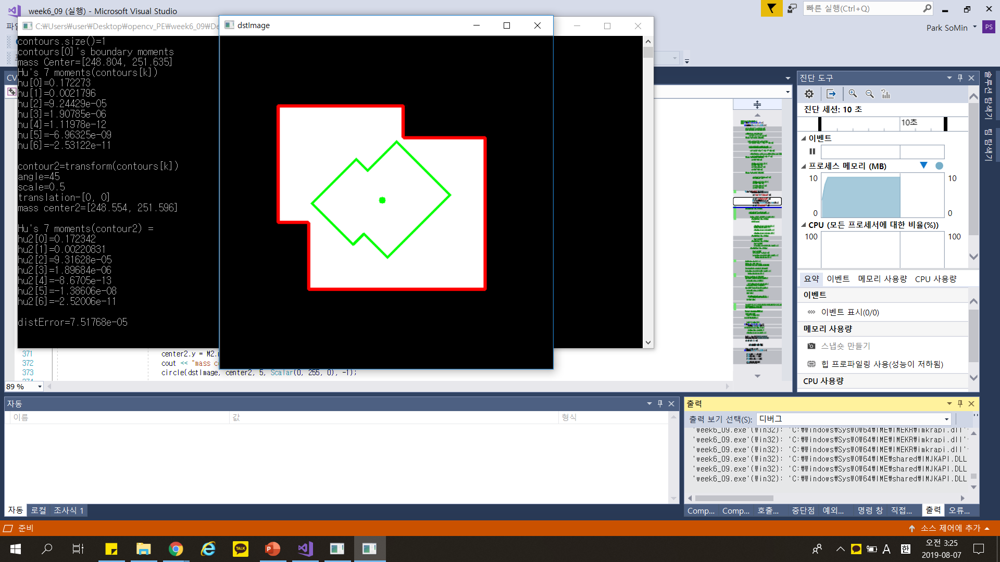 week6_09 (실행) - Microsoft Visual Studio
빠른 실행(Ctrl+Q)
Park SoMin
PS
C:₩Users₩user₩Desktop₩opencv_PE₩week6_09₩De
dstImage
contours.size()=1
contours[0]'s boundary moments
mass Center=[248.804, 251.635]
Hu's 7 moments(contours[k])
hu[0]=0.172273
hu[1]=0.0021796
hu[2]=9.24429e-05
hu[3]=1.90785e-06
hu[4]=1.11978e-12
hu[5]=-6.96325e-09
hu[6]=-2.53122e-11
contour2=transform(contours[k])
angle=45
scale=0.5
translation-[0, 0]
mass center2=[248.554, 251.596]
Hu's 7 moments(contour2) =
hu2[0]=0.172342
hu2[1]=0.00220831
hu2[2]=9.31628e-05
hu2[3]=1.89684e-06
hu2[4]=-8.6705e-13
hu2[5]=-1.38606e-08
hu2[6]=-2.52006e-11
distError=7.51768e-05
CV
371 center2.y = M2.
372 cout << "mass c
373 circle(dstImage, center2, 5, Scalar(0, 255, 0), -1);
89 %
진단 도구
진단 세션: 10 초
10초
이벤트
프로세스 메모리 (MB)
10 10
0 0
CPU (모든 프로세서에 대한 비율(%))
100 100
요약 이벤트 메모리 사용량 CPU 사용량
이벤트
이벤트 표시(0/0)
메모리 사용량
스냅숏 만들기
힙 프로파일링 사용(성능이 저하됨)
CPU 사용량
솔루션 탐색기
팀 탐색기
자동
이름 값 형식
자동 로컬 조사식 1
출력
출력 보기 선택(S): 디버그
'week6_09.exe'(Win32): 'C:₩Windows₩SysWOW64₩IME₩IMEKR₩imkrapi.dll'
'week6_09.exe'(Win32): 'C:₩Windows₩SysWOW64₩IME₩IMEKR₩imkrapi.dll'
'week6_09.exe'(Win32): 'C:₩Windows₩SysWOW64₩IME₩IMEKR₩imkrapi.dll'
'week6_09.exe'(Win32): 'C:₩Windows₩SysWOW64₩IME₩shared₩IMJKAPI.DLL
'week6_09.exe'(Win32): 'C:₩Windows₩SysWOW64₩IME₩shared₩IMJKAPI.DLL
'week6_09.exe'(Win32): 'C:₩Windows₩SysWOW64₩IME₩shared₩IMJKAPI.DLL
Comp... Comp... 호출... 중단점 예외... 명령 창 직접... 출력 오류...
준비
소스 제어에 추가
TALK
A 한
오전 3:25
2019-08-07